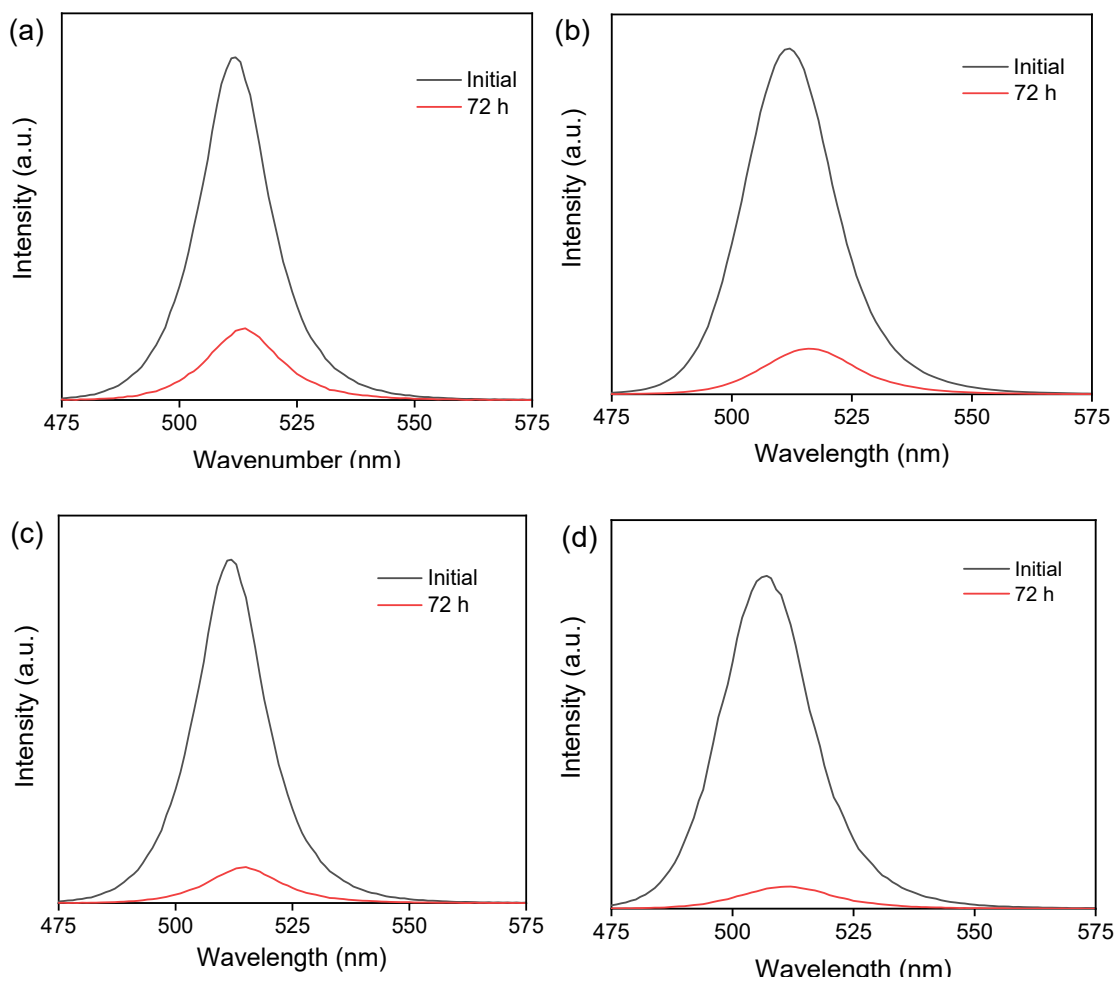 (a)
Initial
72 h
Intensity (a.u.)
475 500 525 550 575
Wavenumber (nm)
(b)
Initial
72 h
Intensity (a.u.)
475 500 525 550 575
Wavelength (nm)
(c)
Initial
72 h
Intensity (a.u.)
475 500 525 550 575
Wavelength (nm)
(d)
Initial
72 h
Intensity (a.u.)
475 500 525 550 575
Wavelength (nm)